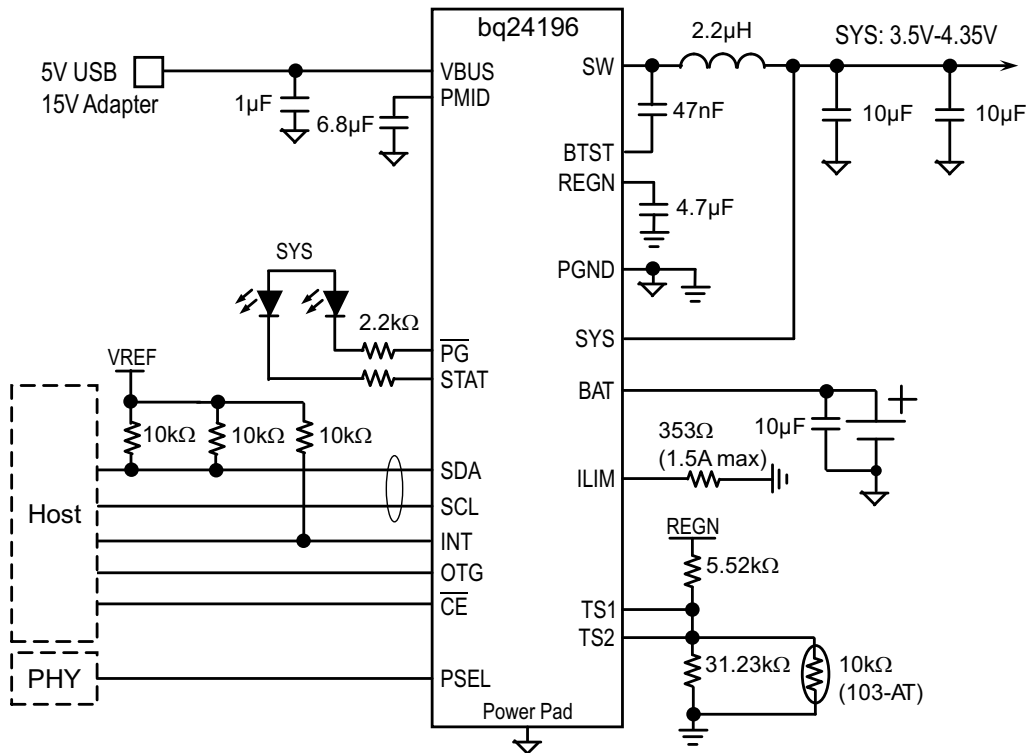 bq24196
5V USB
15V Adapter
1µF
6.8µF
VBUS
PMID
SW
2.2µH
SYS: 3.5V-4.35V
47nF
10µF
10µF
BTST
REGN
4.7µF
PGND
SYS
SYS
2.2kΩ
PG
STAT
BAT
10µF
+
VREF
10kΩ
10kΩ
10kΩ
353Ω
(1.5A max)
ILIM
Host
SDA
SCL
INT
OTG
CE
REGN
5.52kΩ
TS1
TS2
31.23kΩ
10kΩ
(103-AT)
PHY
PSEL
Power Pad